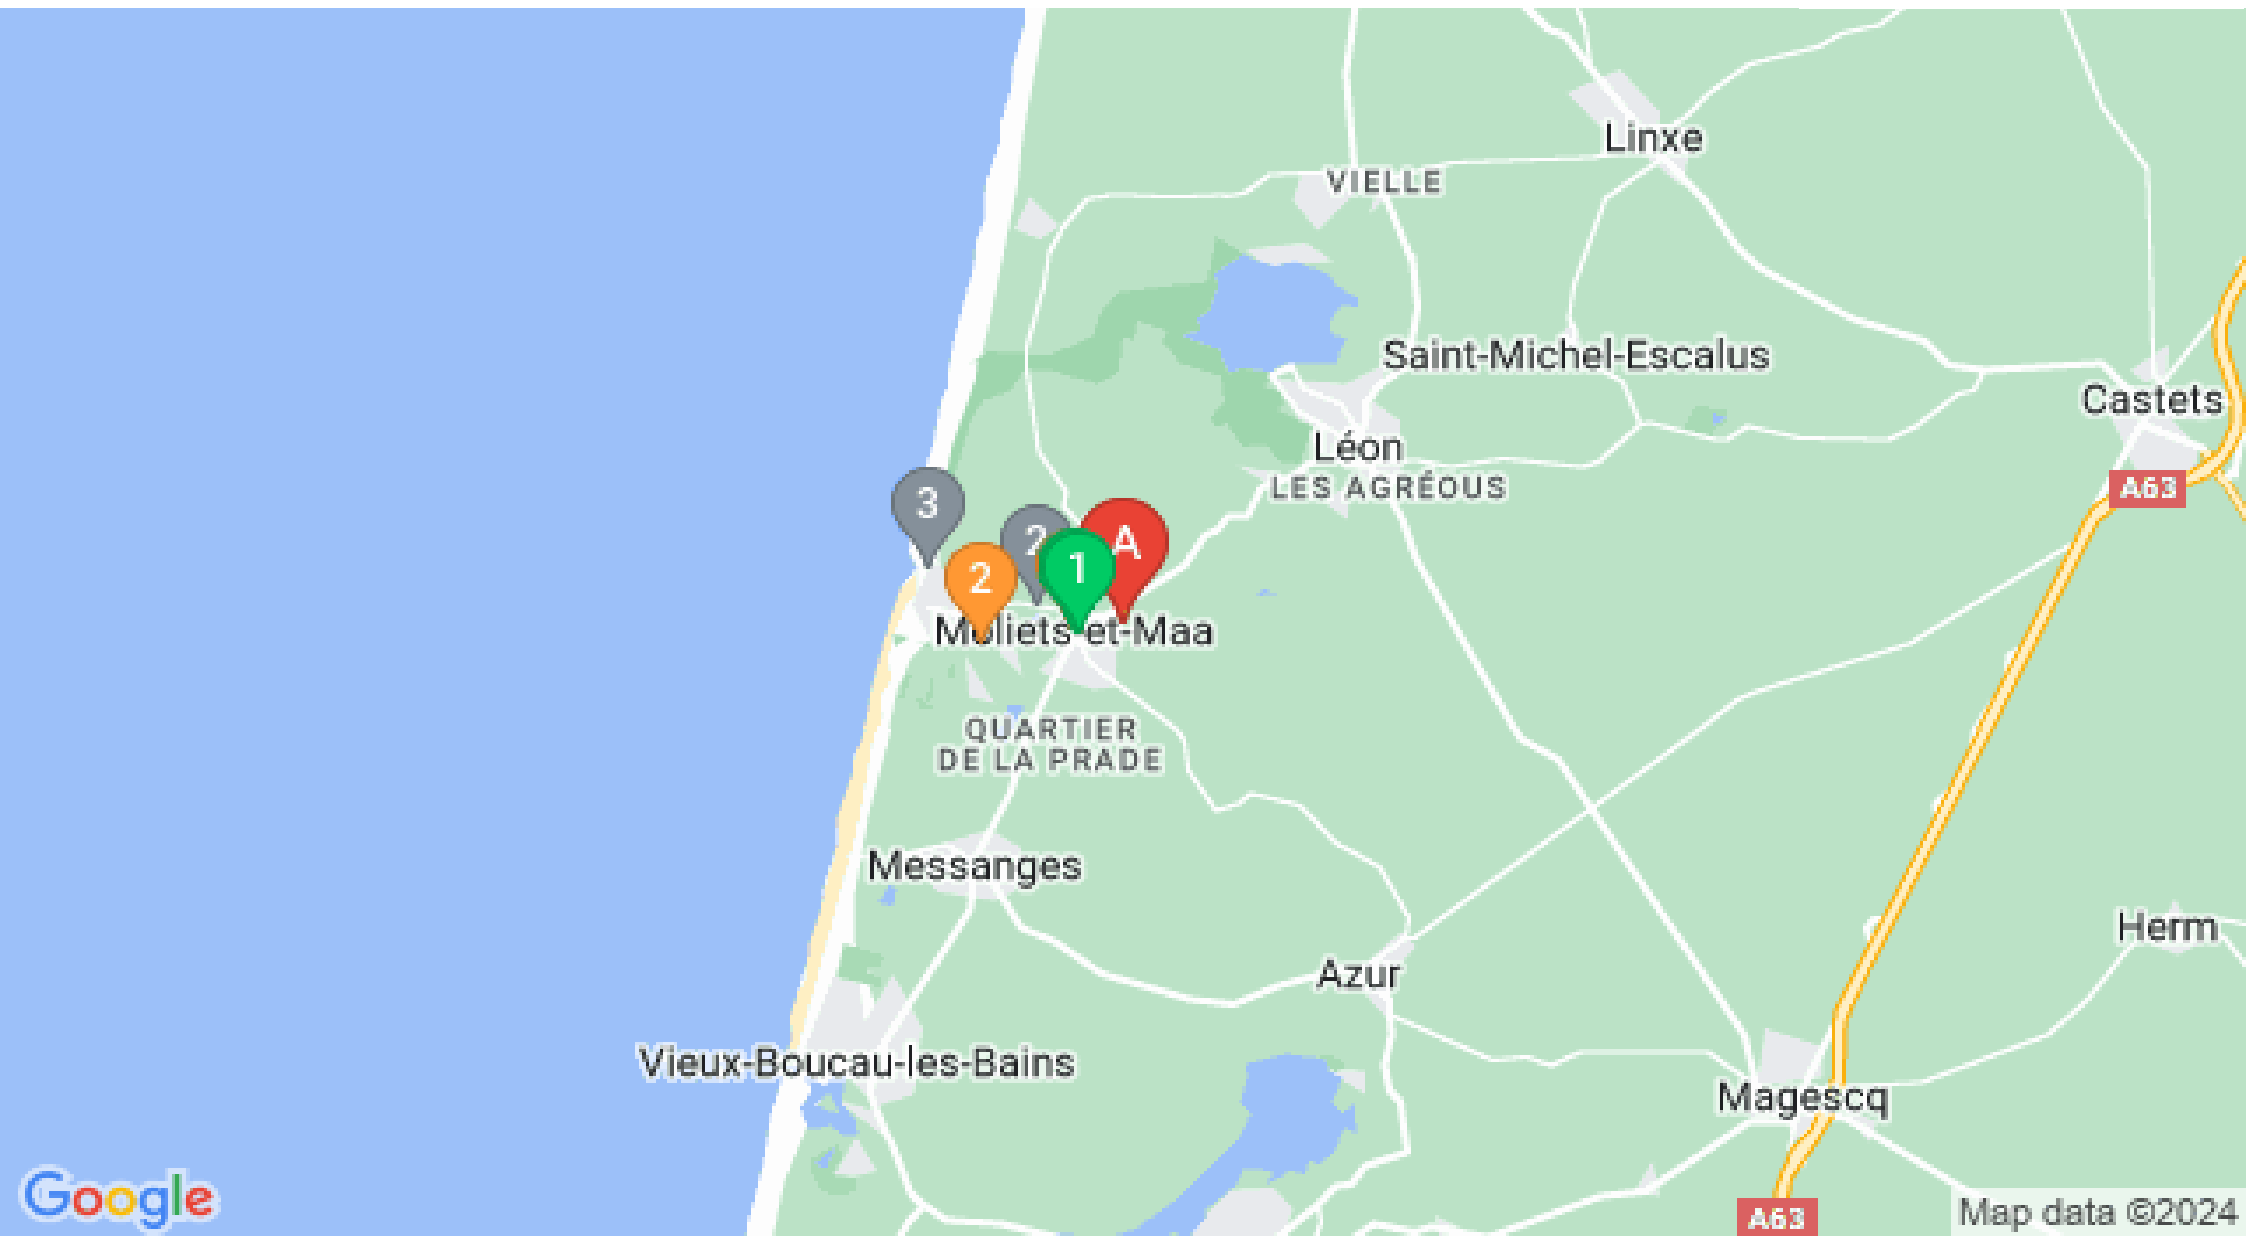 Linxe
VIELLE
Saint-Michel-Escalus
Castets
Léon
LES AGRÉOUS
A63
3
2
A
1
2
Moliets-et-Maa
QUARTIER
DE LA PRADE
Messanges
Herm
Azur
Vieux-Boucau-les-Bains
Magescq
Google
A63
Map data ©2024